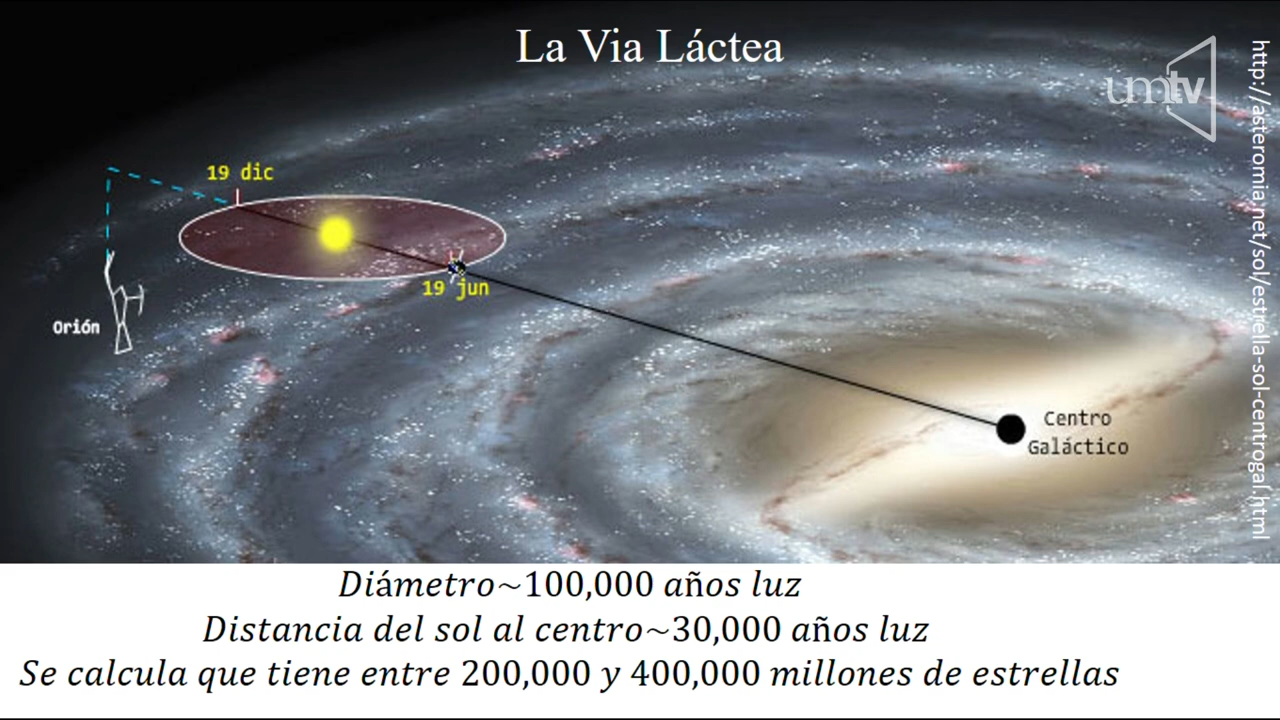 La Via Láctea
umtv
http://asteromia.net/sol/estrella-sol-centrogal.html
19 dic
19 jun
Orión
Centro
Galáctico
Diámetro~100,000 años luz
Distancia del sol al centro~30,000 años luz
Se calcula que tiene entre 200,000 y 400,000 millones de estrellas